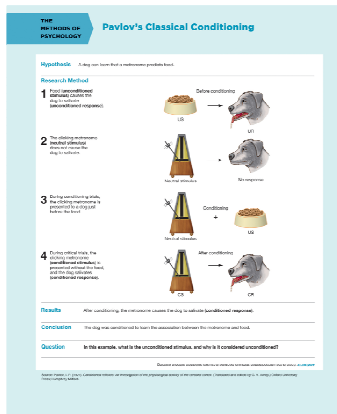 THE
METHODS OF
PSYCHOLOGY
Pavlov's Classical Conditioning
Hypothesis A dog can learn that a metronome predicts food.
Research Method
1 Food (unconditioned
stimulus) causes the
dog to salivate
(unconditioned response).
Before conditioning
US
UR
2 The clicking metronome
(neutral stimulus)
does not cause the
dog to salivate.
Neutral stimulus
No response
3 During conditioning trials,
the clicking metronome is
presented to a dog just
before the food.
Conditioning
+
Neutral stimulus
US
4 During critical trials, the
clicking metronome
(conditioned stimulus) is
presented without the food,
and the dog salivates
(conditioned response).
After conditioning
CS
CR
Results After conditioning, the metronome causes the dog to salivate (conditioned response).
Conclusion The dog was conditioned to learn the association between the metronome and food.
Question In this example, what is the unconditioned stimulus, and why is it considered unconditioned?